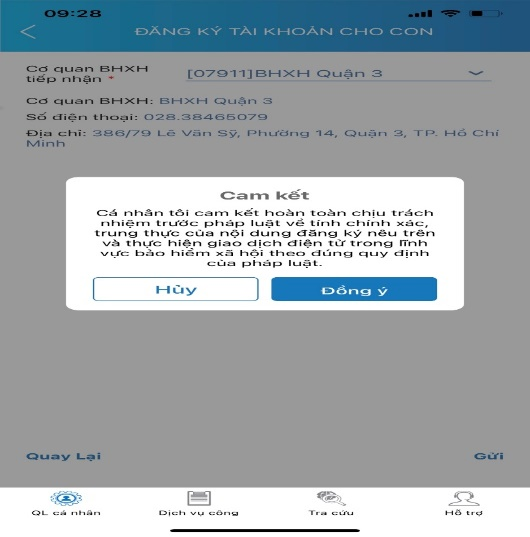 09:28
ĐĂNG KÝ TÀI KHOẢN CHO CON
Cơ quan BHXH
tiếp nhận *
[07911]BHXH Quận 3
Cơ quan BHXH: BHXH Quận 3
Số điện thoại: 028.38465079
Địa chỉ: 386/79 Lê Văn Sỹ, Phường 14, Quận 3, TP. Hồ Chí
Minh
Cam kết
Cá nhân tôi cam kết hoàn toàn chịu trách
nhiệm trước pháp luật về tính chính xác,
trung thực của nội dung đăng ký nêu trên
và thực hiện giao dịch điện tử trong lĩnh
vực bảo hiểm xã hội theo đúng quy định
của pháp luật.
Hủy
Đồng ý
Quay Lại
Gửi
QL cá nhân
Dịch vụ công
Tra cứu
Hỗ trợ